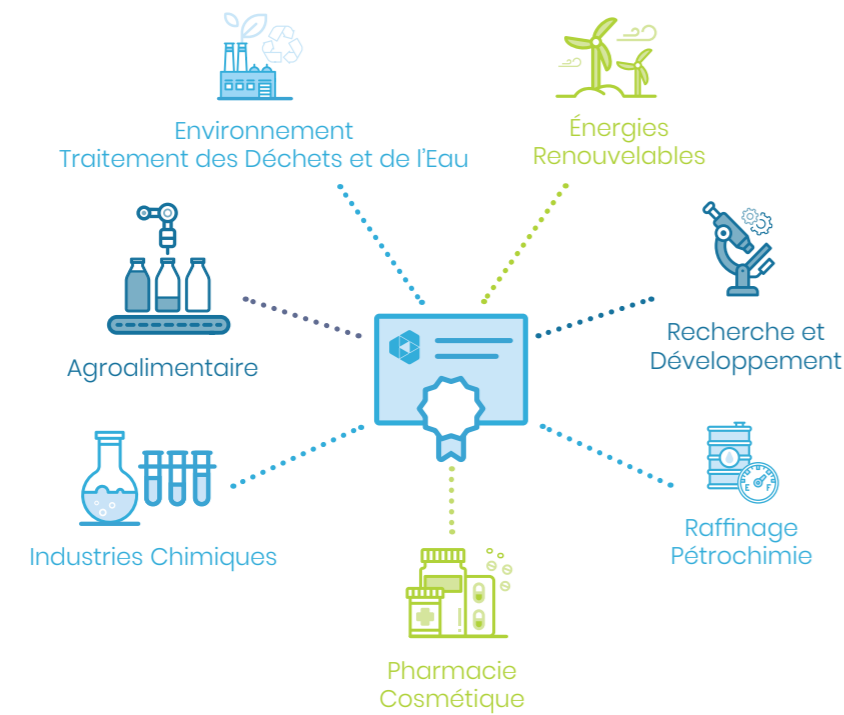 Environnement
Traitement des Déchets et de l'Eau
Énergies
Renouvelables
Agroalimentaire
Recherche et
Développement
Industries Chimiques
E F
Raffinage
Pétrochimie
Pharmacie
Cosmétique